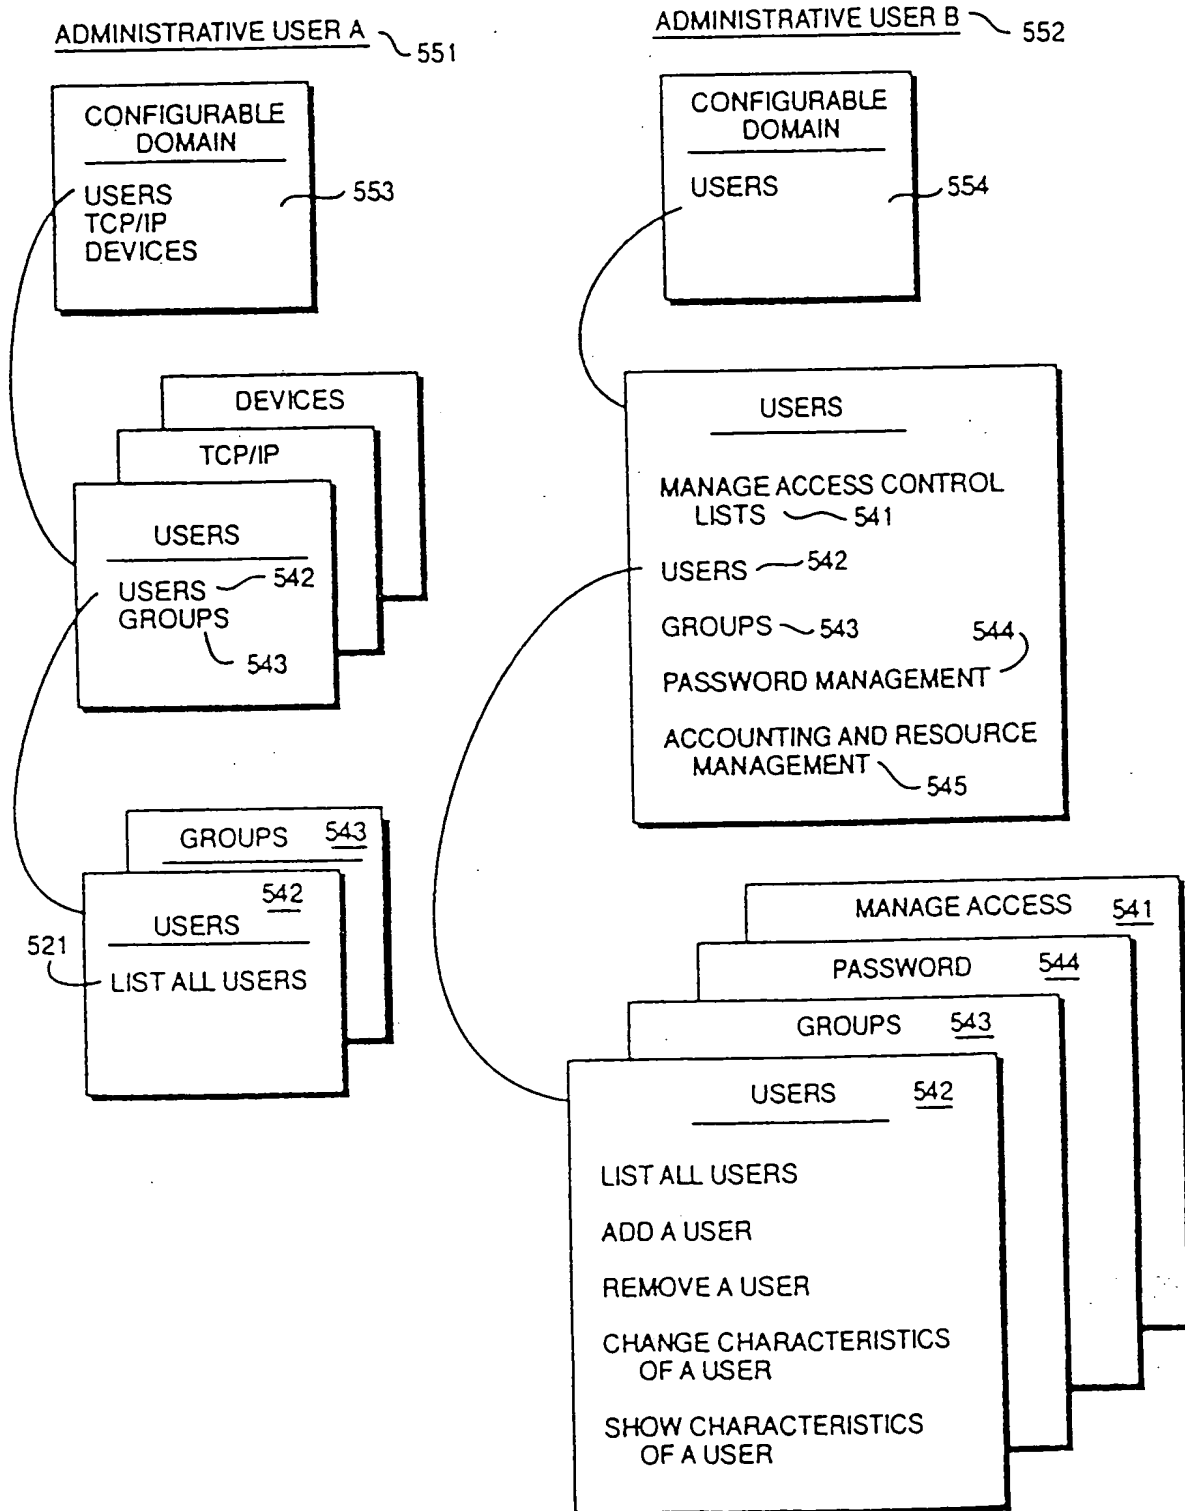 ADMINISTRATIVE USER A 551
CONFIGURABLE
DOMAIN
USERS
TCP/IP
DEVICES
553
DEVICES
TCP/IP
USERS
USERS 542
GROUPS
543
GROUPS 543
542
USERS
521
LIST ALL USERS
ADMINISTRATIVE USER B 552
CONFIGURABLE
DOMAIN
USERS
554
USERS
MANAGE ACCESS CONTROL
LISTS 541
USERS 542
GROUPS 543
544
PASSWORD MANAGEMENT
ACCOUNTING AND RESOURCE
MANAGEMENT 545
MANAGE ACCESS 541
PASSWORD 544
GROUPS 543
USERS 542
LIST ALL USERS
ADD A USER
REMOVE A USER
CHANGE CHARACTERISTICS
OF A USER
SHOW CHARACTERISTICS
OF A USER